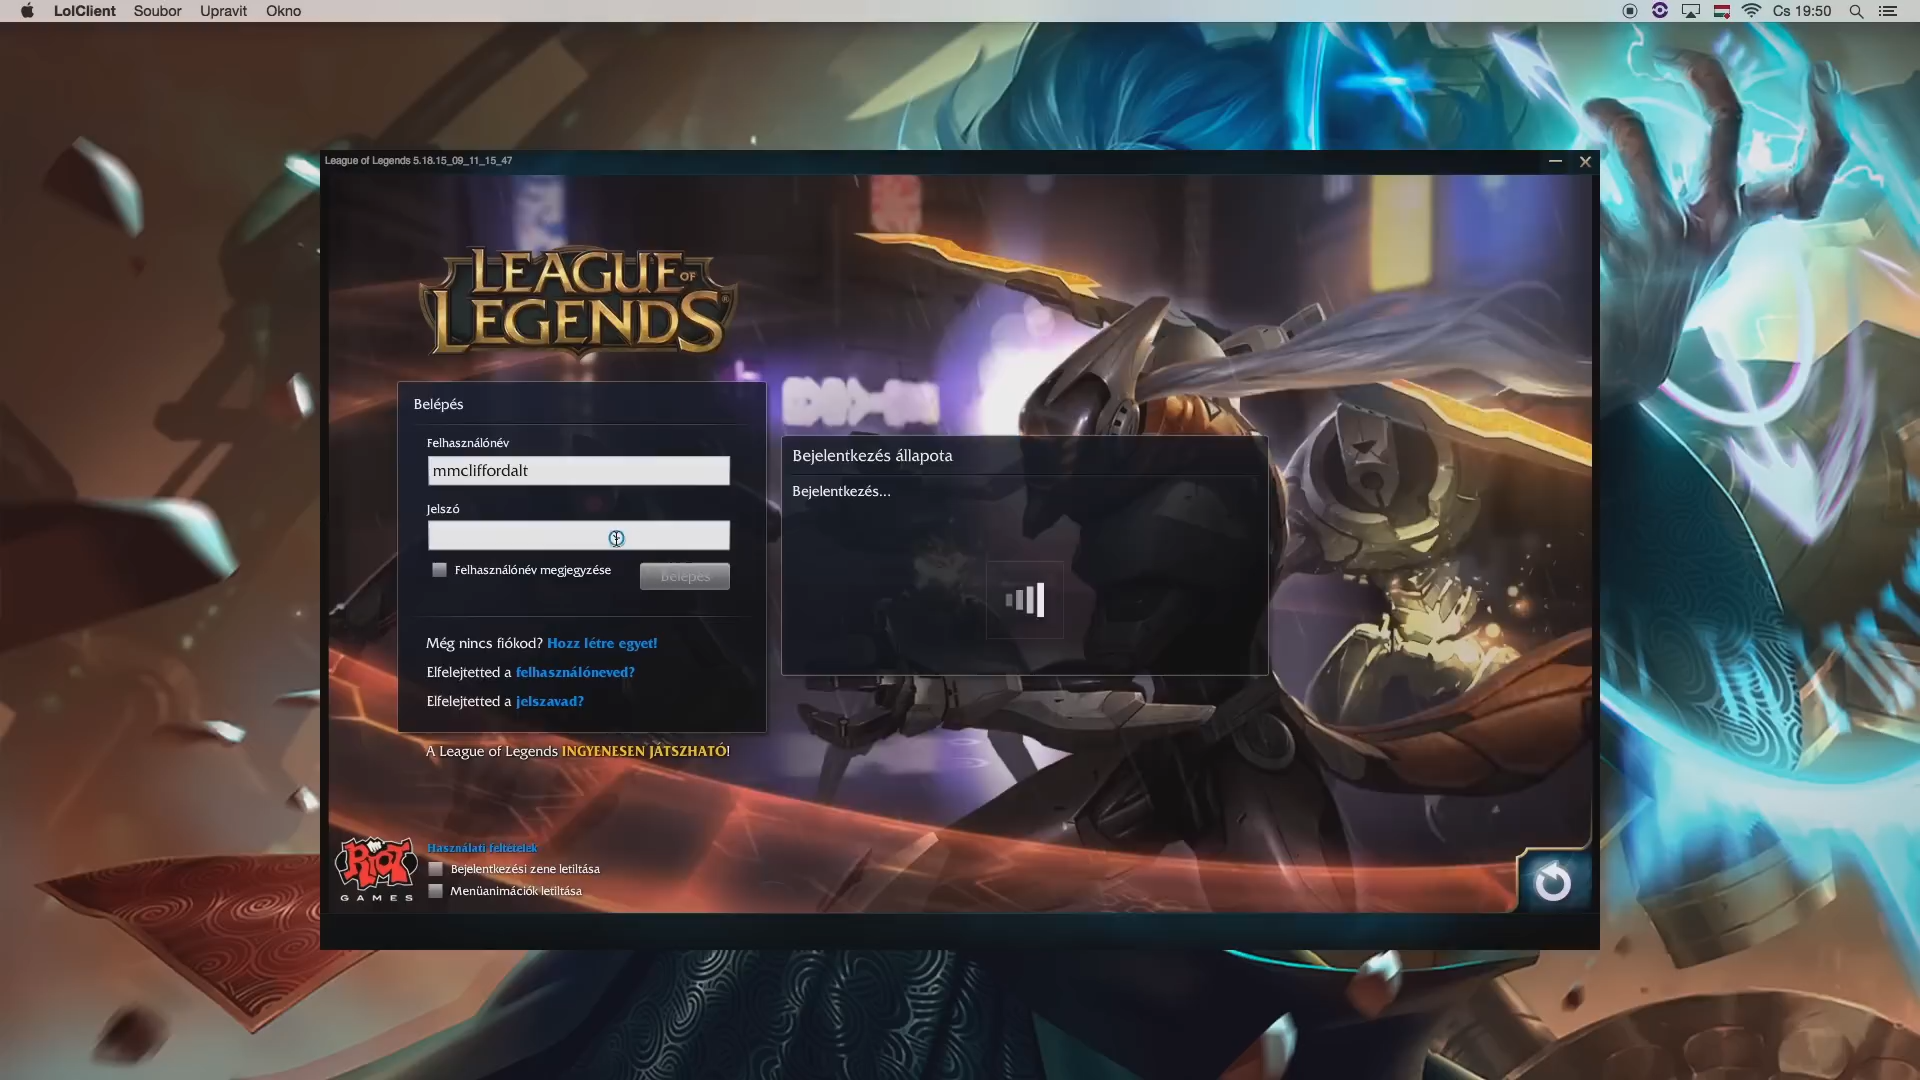 LolClient Soubor Upravit Okno
Cs 19:50
League of Legends 5.18.15_09_11_15_47
LEAGUE OF LEGENDS®
Belépés
Felhasználónév
mmcliffordalt
Jelszó
Felhasználónév megjegyzése
Belépés
Még nincs fiókod? Hozz létre egyet!
Elfelejtetted a felhasználóneved?
Elfelejtetted a jelszavad?
A League of Legends INGYENESEN JÁTSZHATÓ!
Bejelentkezés állapota
Bejelentkezés...
RIOT GAMES
Használati feltételek
Bejelentkezési zene letiltása
Menüanimációk letiltása